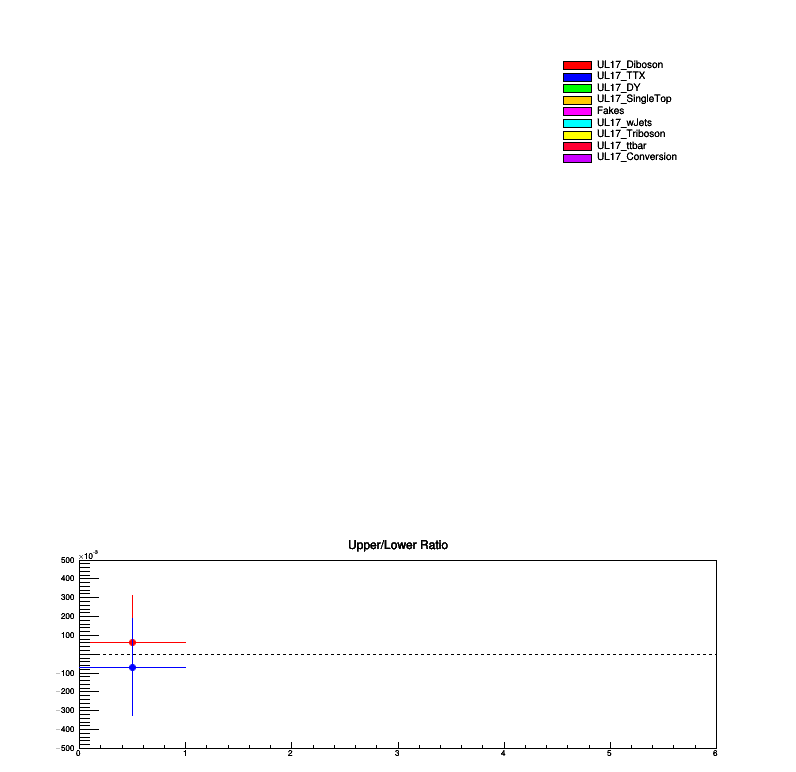 UL17_Diboson
UL17_TTX
UL17_DY
UL17_SingleTop
Fakes
UL17_wJets
UL17_Triboson
UL17_ttbar
UL17_Conversion
Upper/Lower Ratio
×10⁻³
500
400
300
200
100
−100
−200
−300
−400
−500
0 1 2 3 4 5 6